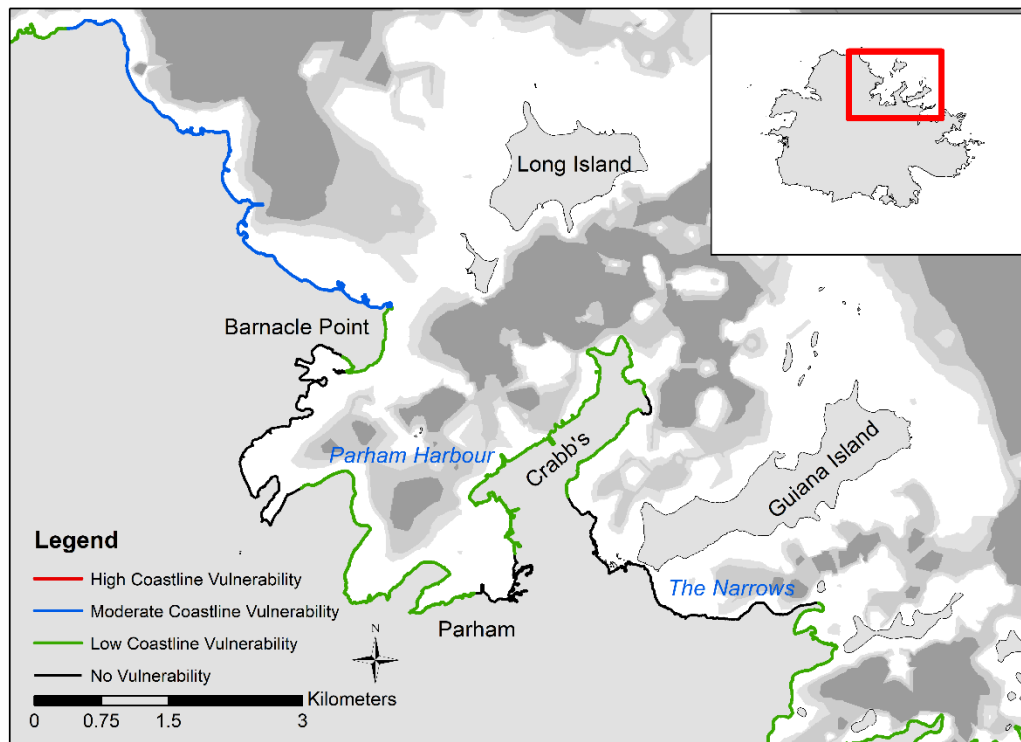 Long Island
Barnacle Point
Parham Harbour
Crabb's
Guiana Island
The Narrows
Parham
N
Legend
High Coastline Vulnerability
Moderate Coastline Vulnerability
Low Coastline Vulnerability
No Vulnerability
Kilometers
0 0.75 1.5 3